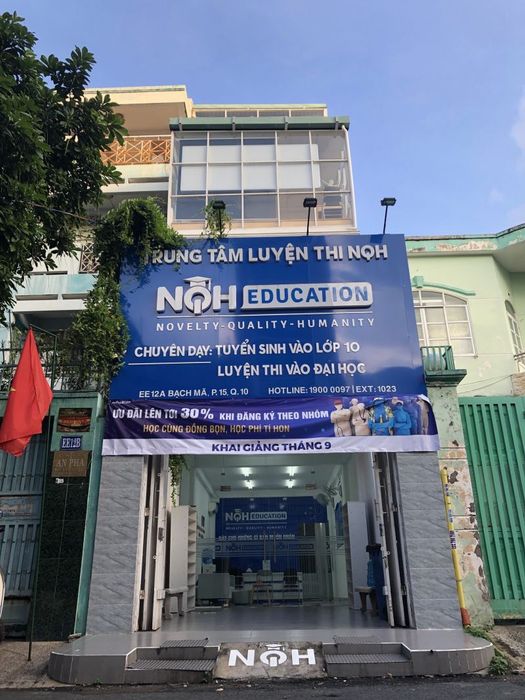 TRUNG TÂM LUYỆN THI NQH
NQH EDUCATION
NOVELTY-QUALITY-HUMANITY
CHUYÊN DẠY: TUYỂN SINH VÀO LỚP 10
LUYỆN THI VÀO ĐẠI HỌC
EE12A BẠCH MÃ, P.15, Q.10
HOTLINE: 1900 0097 | EXT: 1023
ƯU ĐÃI LÊN TỚI 30% KHI ĐĂNG KÝ THEO NHÓM
HỌC CÙNG ĐỒNG BỌN, HỌC PHÍ TÍ HON
KHAI GIẢNG THÁNG 9
EE12B
AN PHA
NQH EDUCATION
NQH